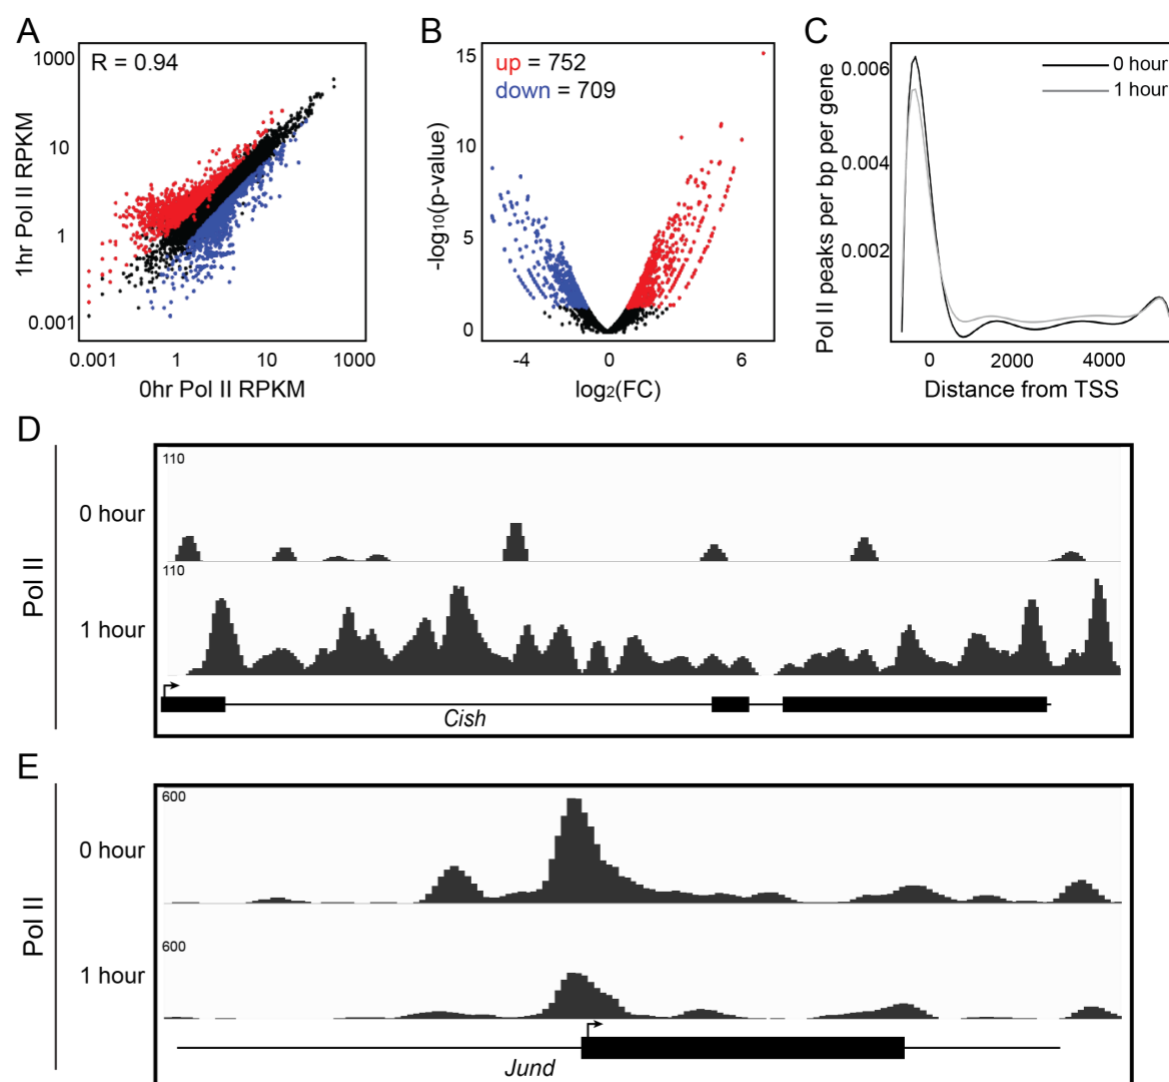 A
1000
10
1
0.001
1hr Pol II RPKM
R = 0.94
0.001
1
10
1000
0hr Pol II RPKM
B
15
10
5
0
-log10(p-value)
up = 752
down = 709
-4
0
6
log2(FC)
C
0.006
0.004
0.002
Pol II peaks per bp per gene
0 hour
1 hour
0
2000
4000
Distance from TSS
D
Pol II
0 hour
110
1 hour
110
Cish
E
Pol II
0 hour
600
1 hour
600
Jund